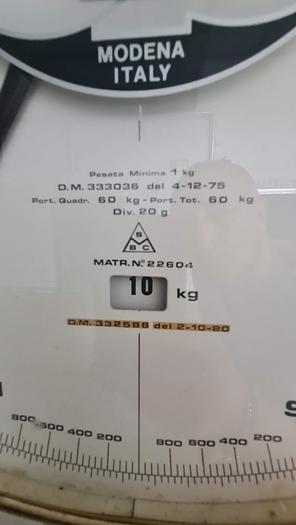 MODENA
ITALY
Pesata Minima 1 kg
D.M. 333036 del 4-12-75
Port. Quadr. 60 kg - Port. Tot. 60 kg
Div. 20 g
S
B C
MATR.N° 22604
10 kg
D.M. 332588 del 2-10-80
S
800 600 400 200 800 600 400 200